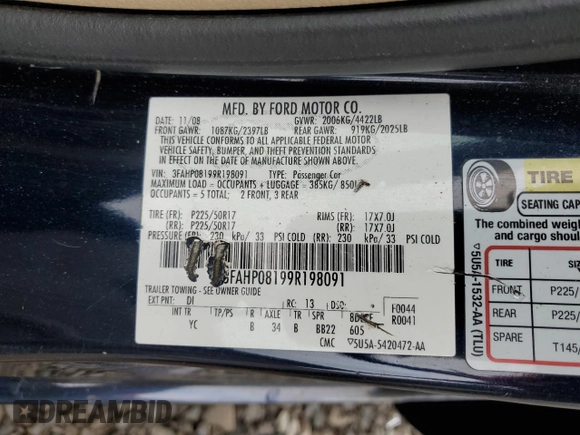 MFD. BY FORD MOTOR CO.
DATE: 11/08 GVWR: 2006KG/4422LB
FRONT GAWR: 1087KG/2397LB REAR GAWR: 919KG/2025LB
THIS VEHICLE CONFORMS TO ALL APPLICABLE FEDERAL MOTOR
VEHICLE SAFETY, BUMPER, AND THEFT PREVENTION STANDARDS
IN EFFECT ON THE DATE OF MANUFACTURE SHOWN ABOVE.
VIN: 3FAHP08199R198091 TYPE: Passenger Car
MAXIMUM LOAD = OCCUPANTS + LUGGAGE = 385KG/850
OCCUPANTS = 5 TOTAL: 2 FRONT, 3 REAR
TIRE (FR): P225/50R17 RIMS (FR): 17X7.0J
(RR): P225/50R17 (RR): 17X7.0J
PRESSURE (FR): 230 kPa/ 33 PSI COLD (RR) 230 kPa/ 33 PSI COLD
3FAHP08199R198091
TRAILER TOWING - SEE OWNER GUIDE
EXT PNT: DI RC: 13 DSO: F0044
INT TR TP/PS R AXLE TR SPR R0041
YC B 34 B BB22 605
CMC ▽5U5A-5420472-AA
TIRE
SEATING CAP
The combined weigh
and cargo should
TIRE SIZE
FRONT P225/
REAR P225/
SPARE T145/
▽5U5A-1532-AA (TLU)
DREAMBID